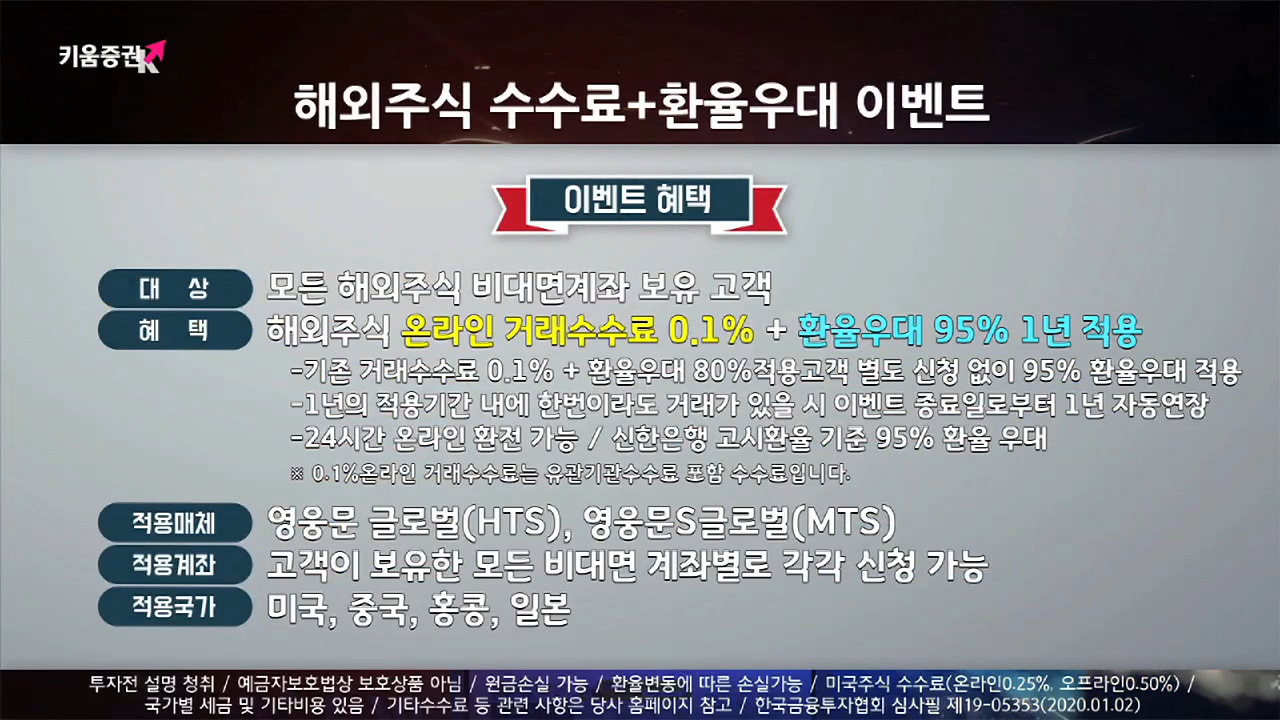 키움증권
해외주식 수수료+환율우대 이벤트
이벤트 혜택
대 상 모든 해외주식 비대면계좌 보유 고객
혜 택 해외주식 온라인 거래수수료 0.1% + 환율우대 95% 1년 적용
-기존 거래수수료 0.1% + 환율우대 80%적용고객 별도 신청 없이 95% 환율우대 적용
-1년의 적용기간 내에 한번이라도 거래가 있을 시 이벤트 종료일로부터 1년 자동연장
-24시간 온라인 환전 가능 / 신한은행 고시환율 기준 95% 환율 우대
※ 0.1%온라인 거래수수료는 유관기관수수료 포함 수수료입니다.
적용매체 영웅문 글로벌(HTS), 영웅문S글로벌(MTS)
적용계좌 고객이 보유한 모든 비대면 계좌별로 각각 신청 가능
적용국가 미국, 중국, 홍콩, 일본
투자전 설명 청취 / 예금자보호법상 보호상품 아님 / 원금손실 가능 / 환율변동에 따른 손실가능 / 미국주식 수수료(온라인0.25%, 오프라인0.50%) /
국가별 세금 및 기타비용 있음 / 기타수수료 등 관련 사항은 당사 홈페이지 참고 / 한국금융투자협회 심사필 제19-05353(2020.01.02)